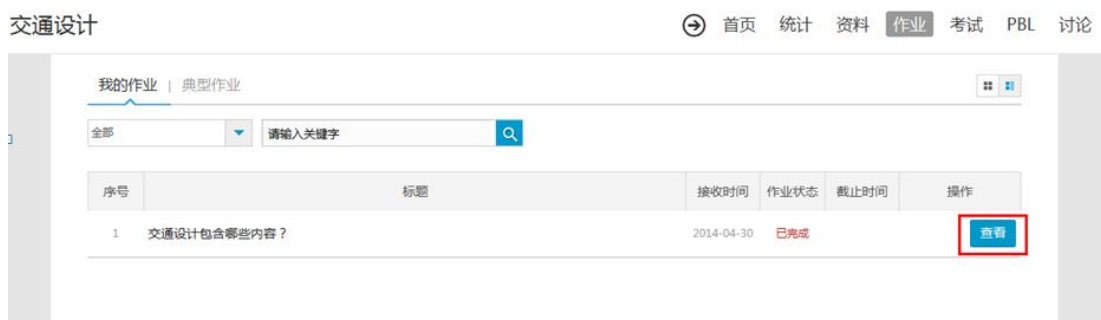 交通设计 首页 统计 资料 作业 考试 PBL 讨论
我的作业 | 典型作业
全部 请输入关键字
序号 标题 接收时间 作业状态 截止时间 操作
1 交通设计包含哪些内容？ 2014-04-30 已完成 查看